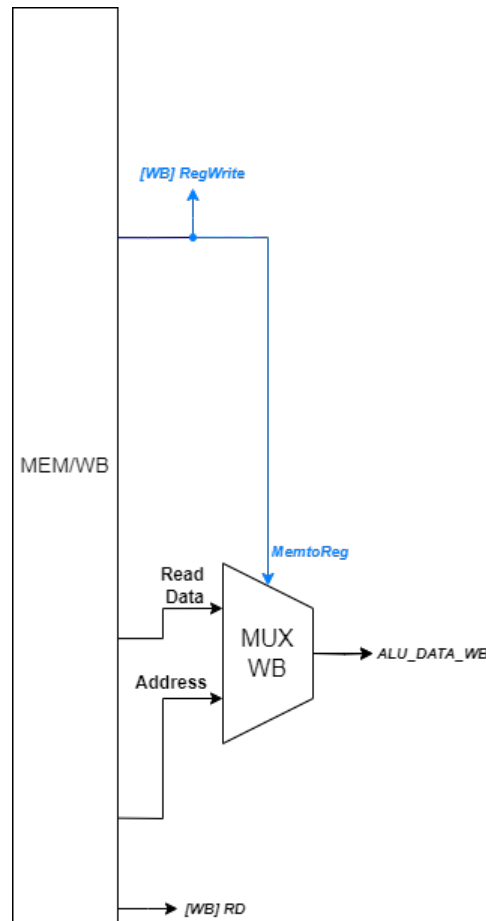 [WB] RegWrite
MEM/WB
MemtoReg
Read
Data
MUX
WB
ALU_DATA_WB
Address
[WB] RD